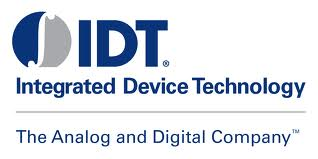 IDT®
Integrated Device Technology
The Analog and Digital Company™